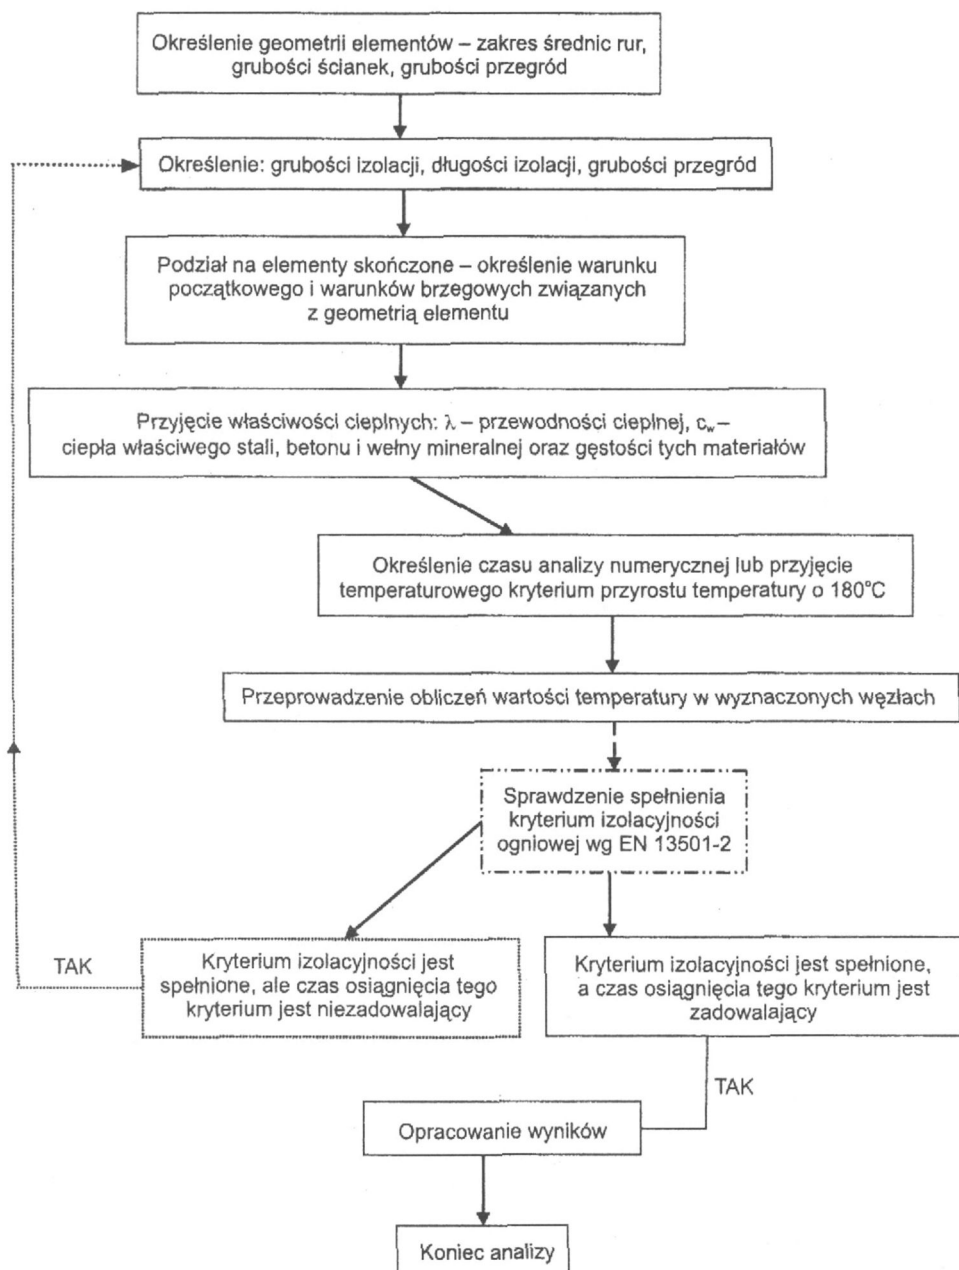 Określenie geometrii elementów – zakres średnic rur,
grubości ścianek, grubości przegród
Określenie: grubości izolacji, długości izolacji, grubości przegród
Podział na elementy skończone – określenie warunku
początkowego i warunków brzegowych związanych
z geometrią elementu
Przyjęcie właściwości cieplnych: λ – przewodności cieplnej, cw –
ciepła właściwego stali, betonu i wełny mineralnej oraz gęstości tych materiałów
Określenie czasu analizy numerycznej lub przyjęcie
temperaturowego kryterium przyrostu temperatury o 180°C
Przeprowadzenie obliczeń wartości temperatury w wyznaczonych węzłach
Sprawdzenie spełnienia
kryterium izolacyjności
ogniowej wg EN 13501-2
TAK
Kryterium izolacyjności jest
spełnione, ale czas osiągnięcia tego
kryterium jest niezadowalający
Kryterium izolacyjności jest spełnione,
a czas osiągnięcia tego kryterium jest
zadowalający
TAK
Opracowanie wyników
Koniec analizy